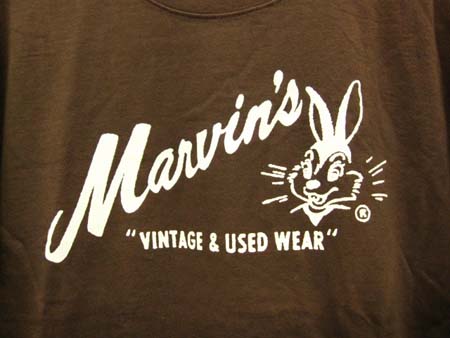 Marvin's
"VINTAGE & USED WEAR"
®